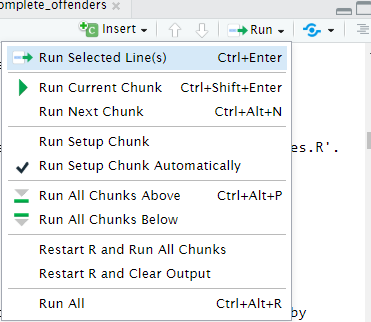 omplete_offenders
Insert Run
Run Selected Line(s) Ctrl+Enter
Run Current Chunk Ctrl+Shift+Enter
Run Next Chunk Ctrl+Alt+N
Run Setup Chunk
es.R'.
Run Setup Chunk Automatically
Run All Chunks Above Ctrl+Alt+P
Run All Chunks Below
Restart R and Run All Chunks
Restart R and Clear Output
Run All Ctrl+Alt+R
by